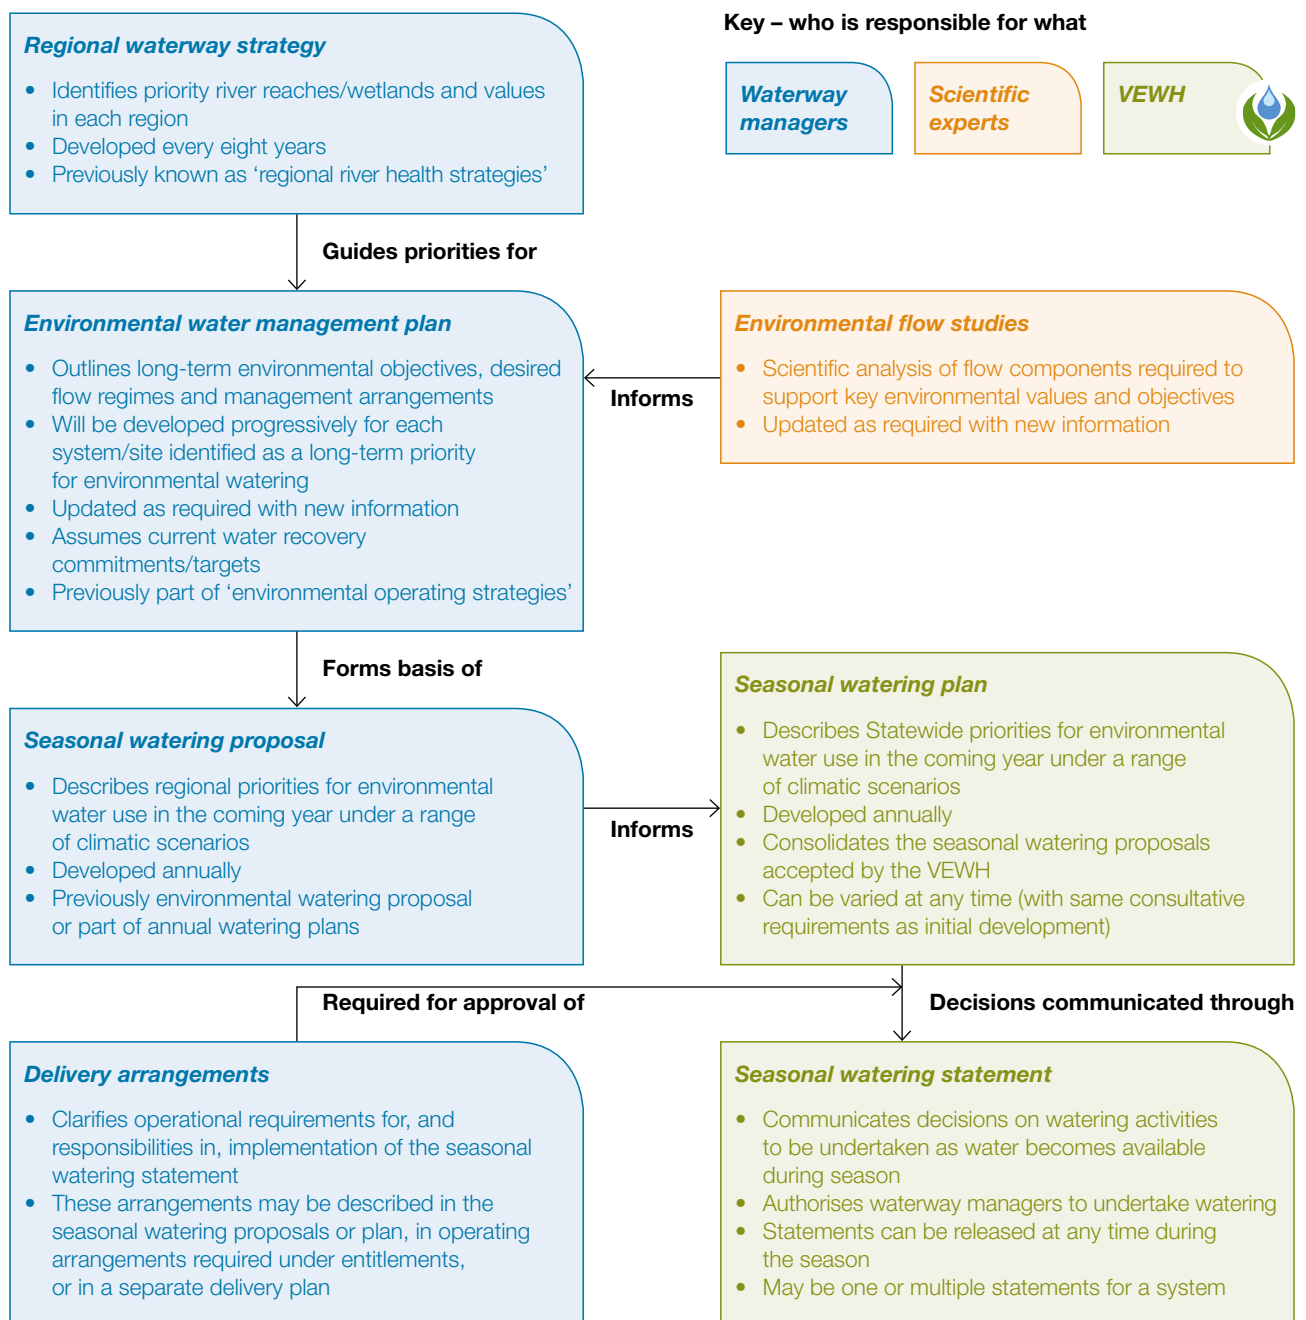 Regional waterway strategy
• Identifies priority river reaches/wetlands and values
in each region
• Developed every eight years
• Previously known as ‘regional river health strategies’
Key – who is responsible for what
Waterway
managers
Scientific
experts
VEWH
Guides priorities for
Environmental water management plan
• Outlines long-term environmental objectives, desired
flow regimes and management arrangements
• Will be developed progressively for each
system/site identified as a long-term priority
for environmental watering
• Updated as required with new information
• Assumes current water recovery
commitments/targets
• Previously part of ‘environmental operating strategies’
Informs
Environmental flow studies
• Scientific analysis of flow components required to
support key environmental values and objectives
• Updated as required with new information
Forms basis of
Seasonal watering proposal
• Describes regional priorities for environmental
water use in the coming year under a range
of climatic scenarios
• Developed annually
• Previously environmental watering proposal
or part of annual watering plans
Informs
Seasonal watering plan
• Describes Statewide priorities for environmental
water use in the coming year under a range
of climatic scenarios
• Developed annually
• Consolidates the seasonal watering proposals
accepted by the VEWH
• Can be varied at any time (with same consultative
requirements as initial development)
Required for approval of
Decisions communicated through
Delivery arrangements
• Clarifies operational requirements for, and
responsibilities in, implementation of the seasonal
watering statement
• These arrangements may be described in the
seasonal watering proposals or plan, in operating
arrangements required under entitlements,
or in a separate delivery plan
Seasonal watering statement
• Communicates decisions on watering activities
to be undertaken as water becomes available
during season
• Authorises waterway managers to undertake watering
• Statements can be released at any time during
the season
• May be one or multiple statements for a system